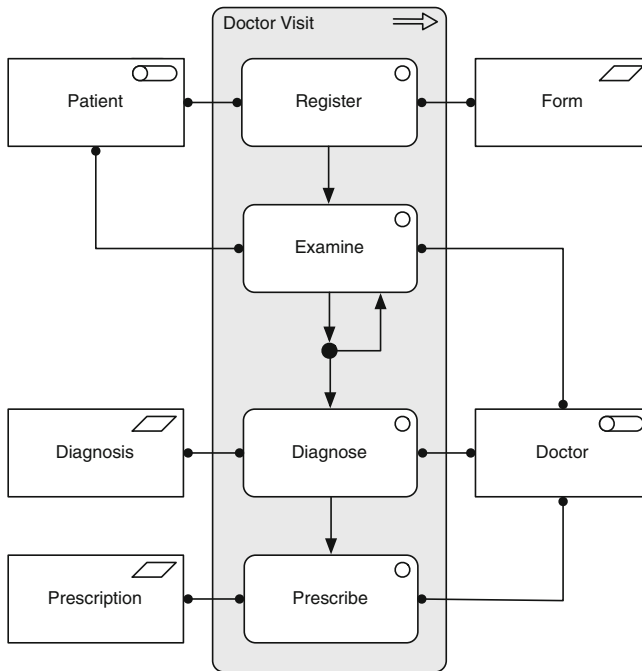 Doctor Visit
Patient
Register
Form
Examine
Diagnosis
Diagnose
Doctor
Prescription
Prescribe